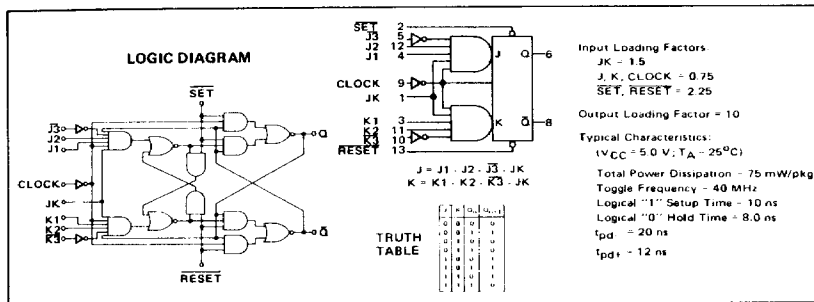 LOGIC DIAGRAM
SET
J3
J2
J1
CLOCK
JK
K1
K2
K3
RESET
Q
Q̅
SET 2
J3 5
J2 12
J1 4
CLOCK 9
JK 1
K1 3
K2 11
K3 10
RESET 13
J Q 6
K Q̅ 8
J = J1 · J2 · J̅3̅ · JK
K = K1 · K2 · K̅3̅ · JK
TRUTH
TABLE
Input Loading Factors
JK = 1.5
J, K, CLOCK = 0.75
SET, RESET = 2.25
Output Loading Factor = 10
Typical Characteristics:
(VCC = 5.0 V; TA = 25°C)
Total Power Dissipation = 75 mW/pkg
Toggle Frequency = 40 MHz
Logical "1" Setup Time = 10 ns
Logical "0" Hold Time = 8.0 ns
tpd- = 20 ns
tpd+ = 12 ns